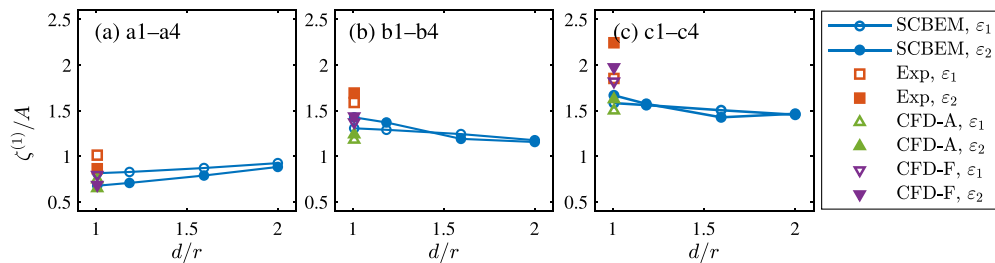 (a) a1–a4
(b) b1–b4
(c) c1–c4
ζ⁽¹⁾/A
2.5
2
1.5
1
0.5
1 1.5 2
d/r
2.5
2
1.5
1
0.5
1 1.5 2
d/r
2.5
2
1.5
1
0.5
1 1.5 2
d/r
SCBEM, ε₁
SCBEM, ε₂
Exp, ε₁
Exp, ε₂
CFD-A, ε₁
CFD-A, ε₂
CFD-F, ε₁
CFD-F, ε₂